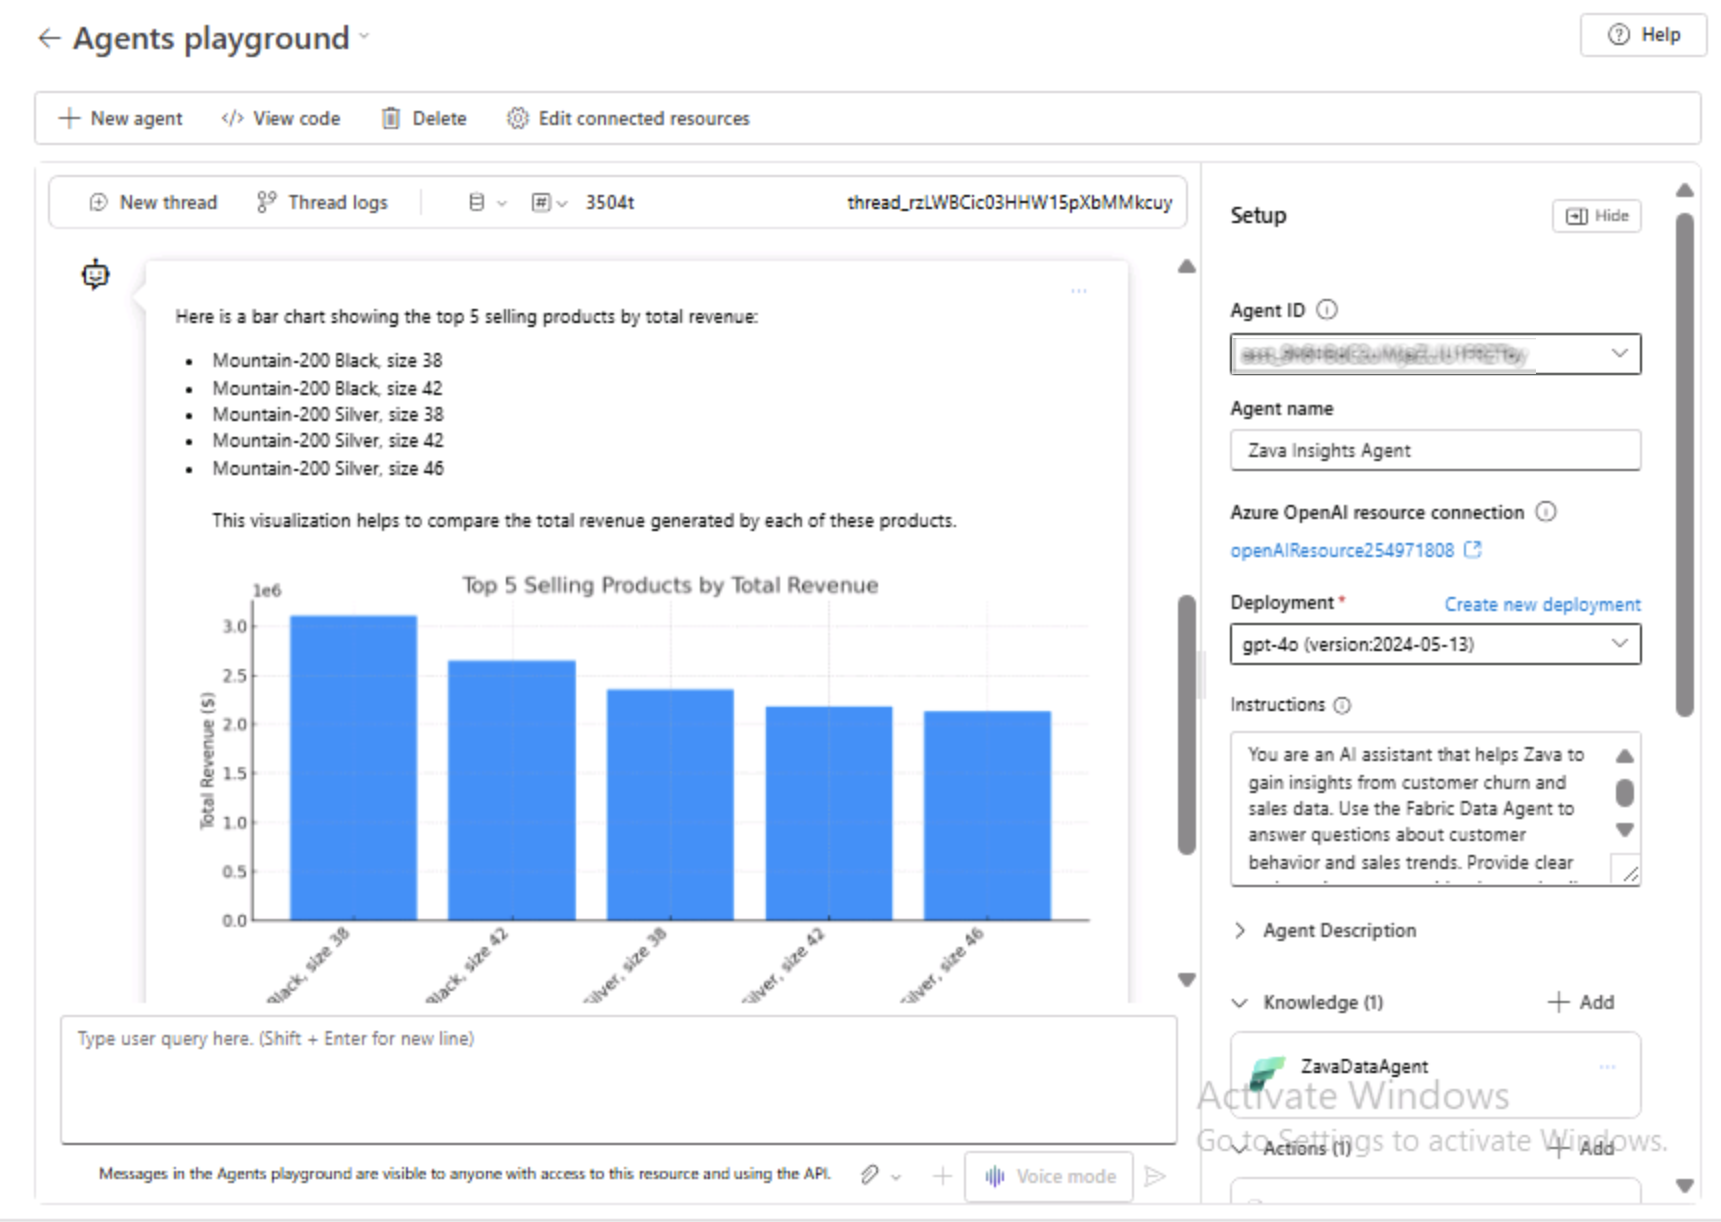 Agents playground
Help
New agent
View code
Delete
Edit connected resources
New thread
Thread logs
3504t
thread_rzLWBCic03HHW15pXbMMkcuy
Here is a bar chart showing the top 5 selling products by total revenue:
• Mountain-200 Black, size 38
• Mountain-200 Black, size 42
• Mountain-200 Silver, size 38
• Mountain-200 Silver, size 42
• Mountain-200 Silver, size 46
This visualization helps to compare the total revenue generated by each of these products.
Top 5 Selling Products by Total Revenue
1e6
3.0
2.5
2.0
1.5
1.0
0.5
0.0
Total Revenue ($)
Black, size 38
Black, size 42
ilver, size 38
ilver, size 42
ilver, size 46
Type user query here. (Shift + Enter for new line)
Messages in the Agents playground are visible to anyone with access to this resource and using the API.
Voice mode
Setup
Hide
Agent ID
Agent name
Zava Insights Agent
Azure OpenAI resource connection
openAIResource254971808
Deployment *
Create new deployment
gpt-4o (version:2024-05-13)
Instructions
You are an AI assistant that helps Zava to
gain insights from customer churn and
sales data. Use the Fabric Data Agent to
answer questions about customer
behavior and sales trends. Provide clear
Agent Description
Knowledge (1)
Add
ZavaDataAgent
Activate Windows
Go to Settings to activate Windows.
Actions (1)
Add